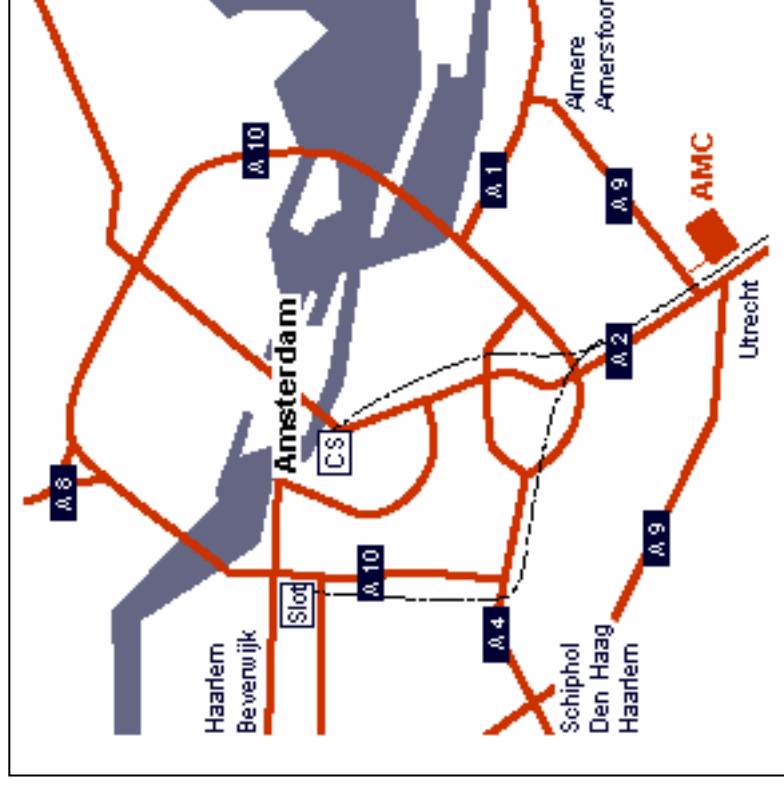 A 8
Haarlem
Beverwijk
A 10
Amsterdam
Slot
CS
A 10
A 4
A 1
Schiphol
Den Haag
Haarlem
Almere
Amersfoor
A 2
A 9
A 9
AMC
Utrecht